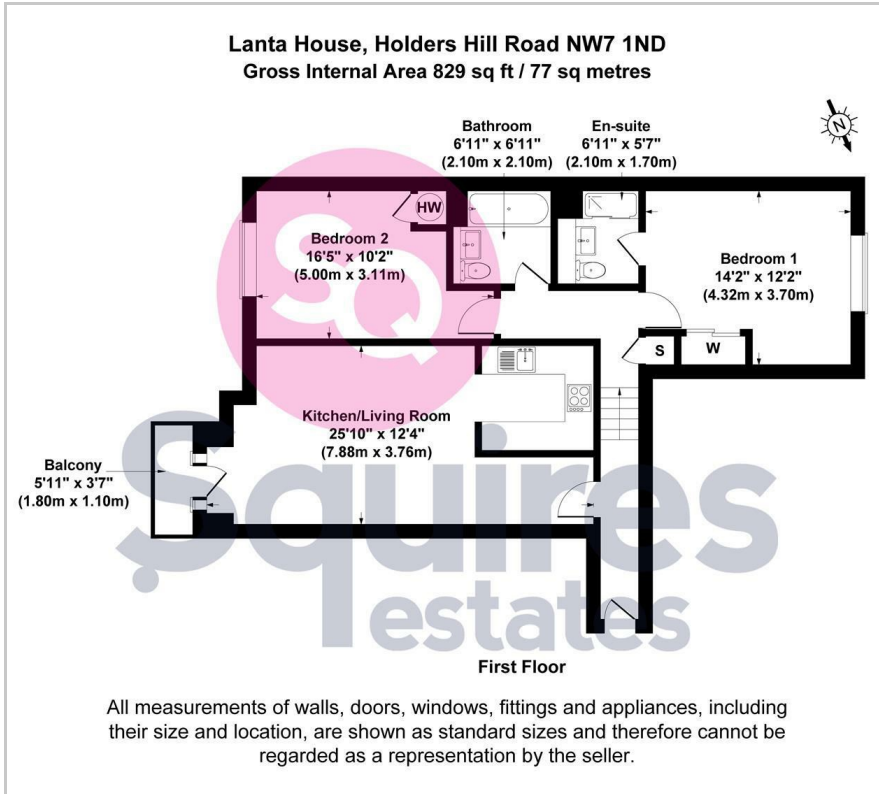 Lanta House, Holders Hill Road NW7 1ND
Gross Internal Area 829 sq ft / 77 sq metres
N
Bathroom
6'11" x 6'11"
(2.10m x 2.10m)
En-suite
6'11" x 5'7"
(2.10m x 1.70m)
HW
Bedroom 2
16'5" x 10'2"
(5.00m x 3.11m)
Bedroom 1
14'2" x 12'2"
(4.32m x 3.70m)
SQ
S
W
Kitchen/Living Room
25'10" x 12'4"
(7.88m x 3.76m)
Balcony
5'11" x 3'7"
(1.80m x 1.10m)
Squires
estates
First Floor
All measurements of walls, doors, windows, fittings and appliances, including
their size and location, are shown as standard sizes and therefore cannot be
regarded as a representation by the seller.